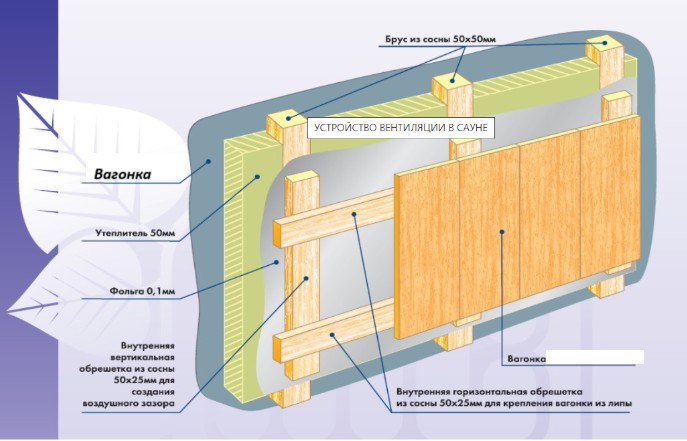 Брус из сосны 50х50мм
УСТРОЙСТВО ВЕНТИЛЯЦИИ В САУНЕ
Вагонка
Утеплитель 50мм
Фольга 0,1мм
Внутренняя
вертикальная
обрешетка из сосны
50х25мм для
создания
воздушного зазора
Вагонка
Внутренняя горизонтальная обрешетка
из сосны 50х25мм для крепления вагонки из липы